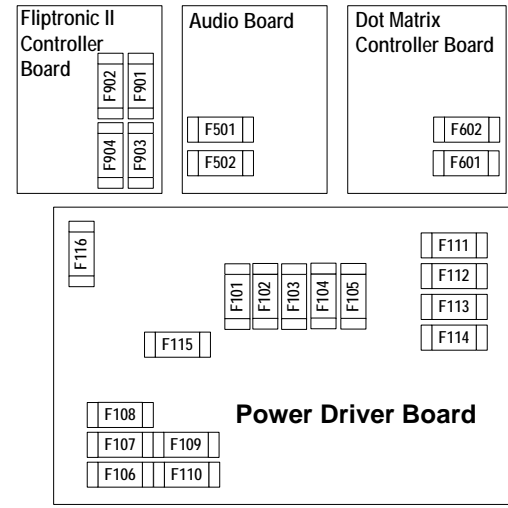 Fliptronic II
Controller
Board
F902
F901
F904
F903
Audio Board
F501
F502
Dot Matrix
Controller Board
F602
F601
F116
F101
F102
F103
F104
F105
F111
F112
F113
F114
F115
F108
F107
F109
F106
F110
Power Driver Board